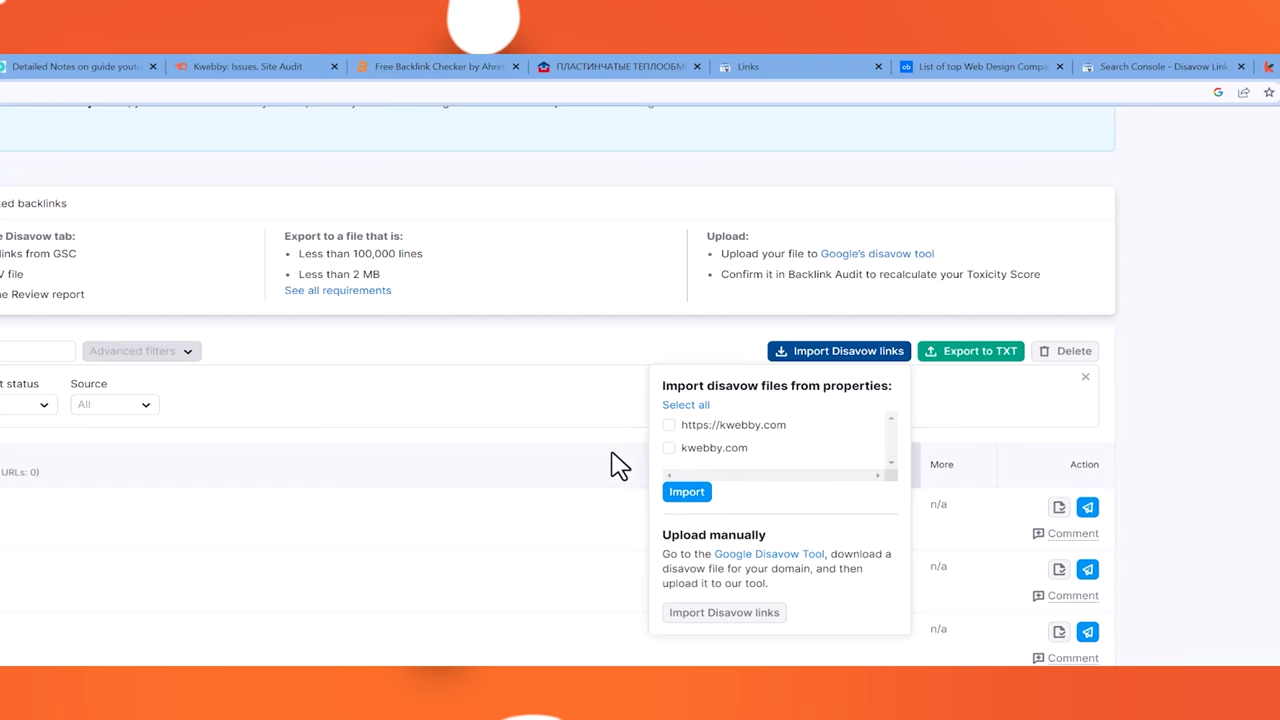 Detailed Notes on guide youtu
Kwebby: Issues, Site Audit
Free Backlink Checker by Ahre
ПЛАСТИНЧАТЫЕ ТЕПЛООБМ
Links
List of top Web Design Compa
Search Console - Disavow Link
ted backlinks
e Disavow tab:
links from GSC
V file
he Review report
Export to a file that is:
Less than 100,000 lines
Less than 2 MB
See all requirements
Upload:
Upload your file to Google's disavow tool
Confirm it in Backlink Audit to recalculate your Toxicity Score
Advanced filters
Import Disavow links
Export to TXT
Delete
t status
Source
All
Import disavow files from properties:
Select all
https://kwebby.com
kwebby.com
Import
Upload manually
Go to the Google Disavow Tool, download a
disavow file for your domain, and then
upload it to our tool.
Import Disavow links
URLs: 0)
More
Action
n/a
Comment
n/a
Comment
n/a
Comment